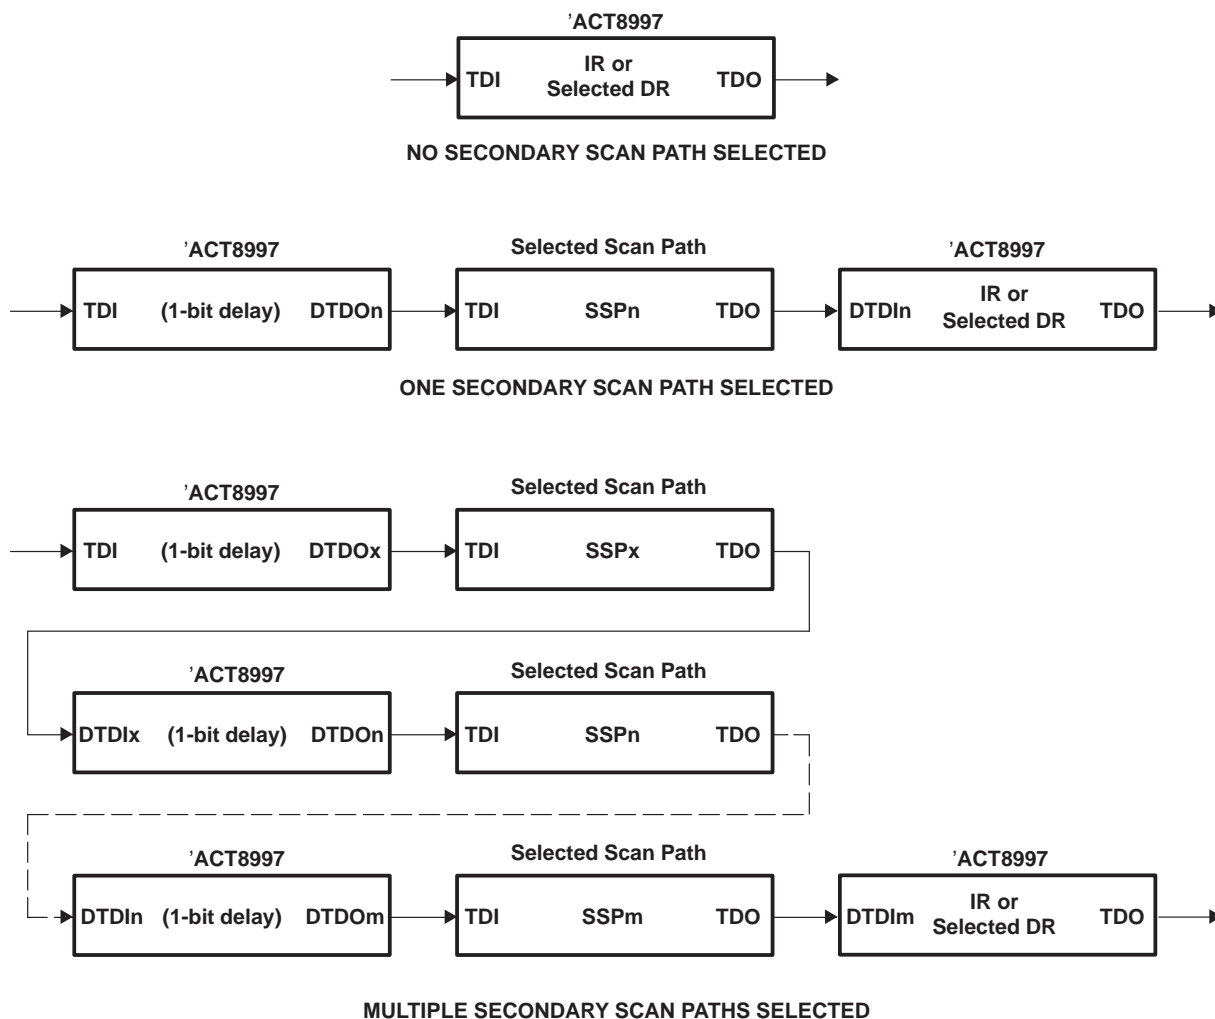 ’ACT8997
TDI IR or Selected DR TDO
NO SECONDARY SCAN PATH SELECTED
’ACT8997 Selected Scan Path ’ACT8997
TDI (1-bit delay) DTDOn TDI SSPn TDO DTDIn IR or Selected DR TDO
ONE SECONDARY SCAN PATH SELECTED
’ACT8997 Selected Scan Path
TDI (1-bit delay) DTDOx TDI SSPx TDO
’ACT8997 Selected Scan Path
DTDIx (1-bit delay) DTDOn TDI SSPn TDO
’ACT8997 Selected Scan Path ’ACT8997
DTDIn (1-bit delay) DTDOm TDI SSPm TDO DTDIm IR or Selected DR TDO
MULTIPLE SECONDARY SCAN PATHS SELECTED